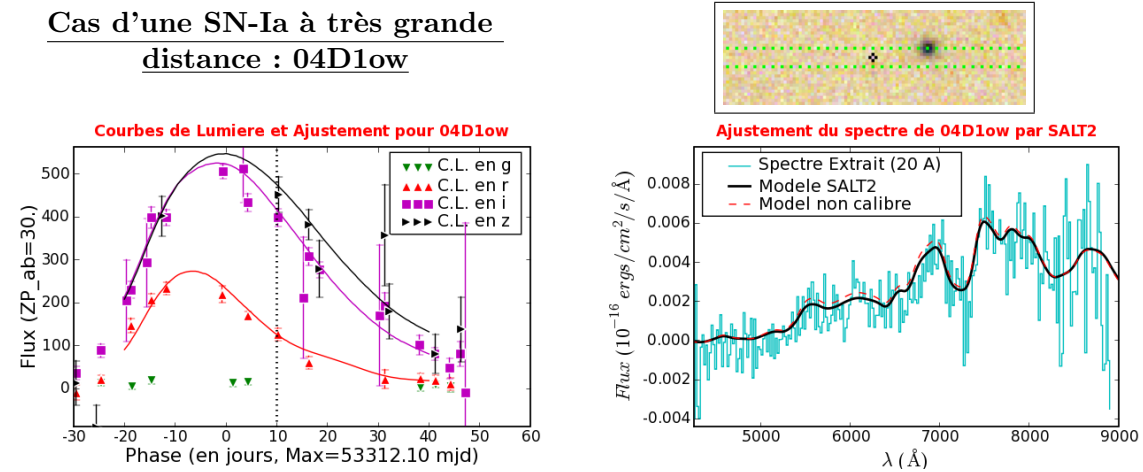 Cas d'une SN-Ia à très grande
distance : 04D1ow
Courbes de Lumiere et Ajustement pour 04D1ow
C.L. en g
C.L. en r
C.L. en i
C.L. en z
Flux (ZP_ab=30.)
500
400
300
200
100
0
-30
-20
-10
0
10
20
30
40
50
60
Phase (en jours, Max=53312.10 mjd)
Ajustement du spectre de 04D1ow par SALT2
Spectre Extrait (20 A)
Modele SALT2
Model non calibre
Flux (10⁻¹⁶ ergs/cm²/s/Å)
0.008
0.006
0.004
0.002
0.000
-0.002
-0.004
5000
6000
7000
8000
9000
λ (Å)